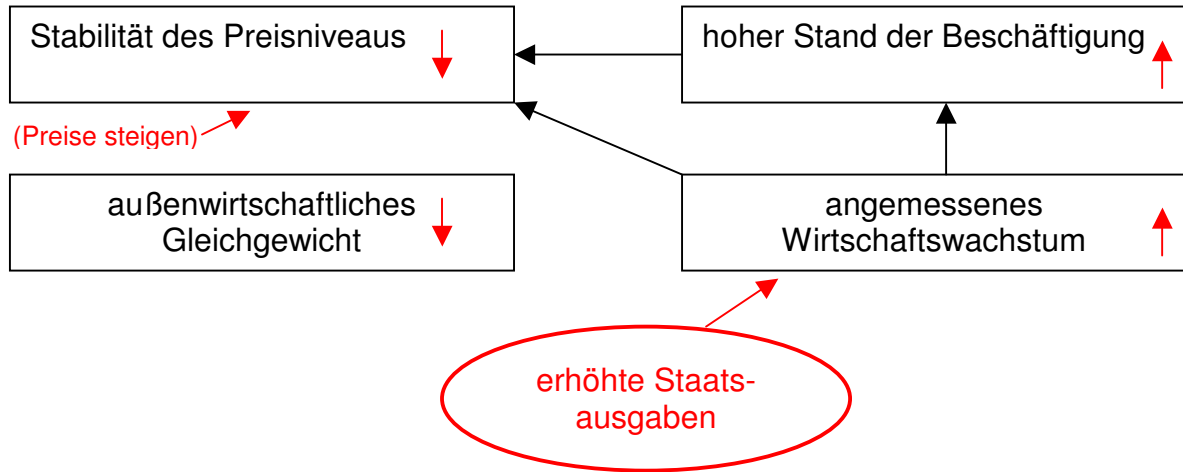 Stabilität des Preisniveaus
hoher Stand der Beschäftigung
(Preise steigen)
außenwirtschaftliches
Gleichgewicht
angemessenes
Wirtschaftswachstum
erhöhte Staats-
ausgaben